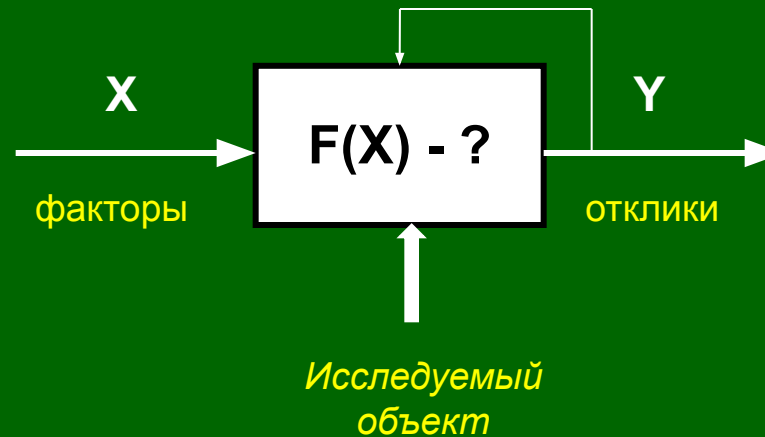 X
Y
F(X) - ?
факторы
отклики
Исследуемый
объект